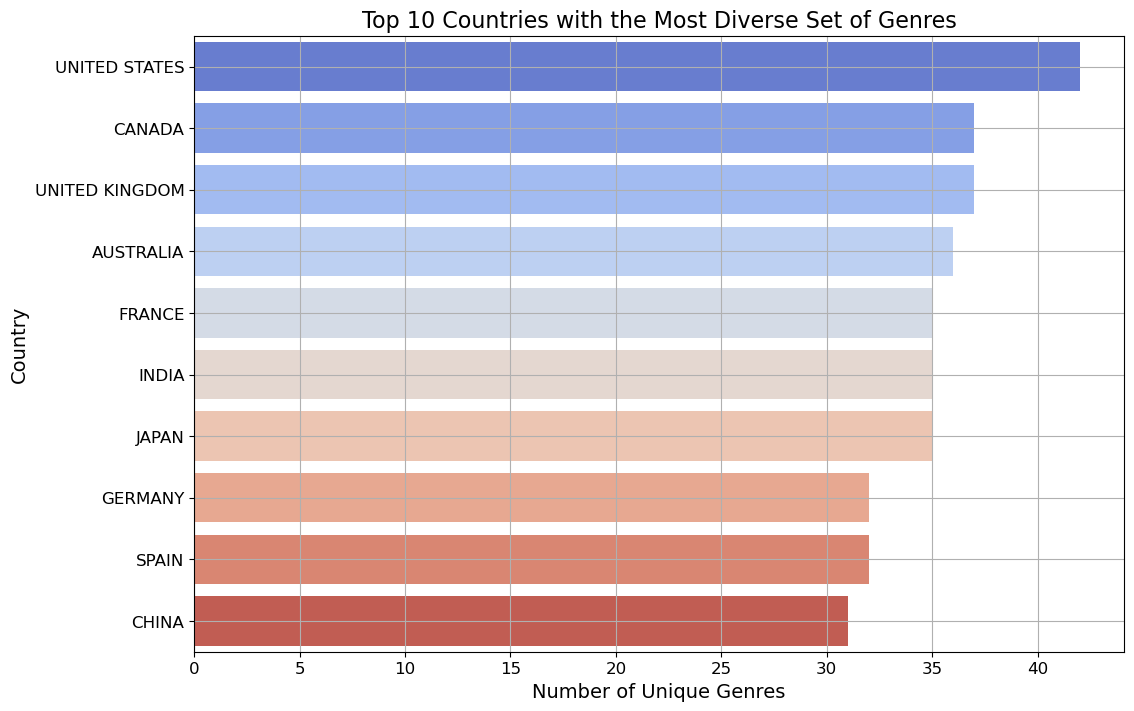 Top 10 Countries with the Most Diverse Set of Genres
Country
UNITED STATES
CANADA
UNITED KINGDOM
AUSTRALIA
FRANCE
INDIA
JAPAN
GERMANY
SPAIN
CHINA
0 5 10 15 20 25 30 35 40
Number of Unique Genres